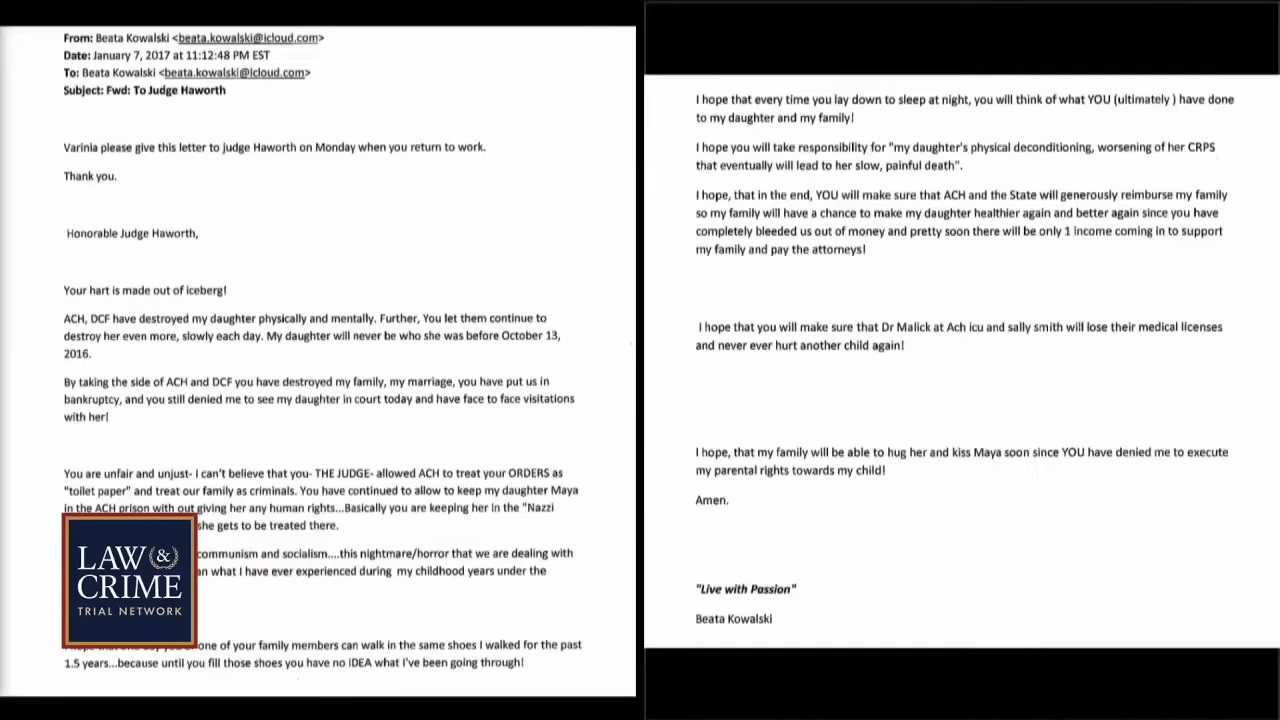 From: Beata Kowalski <beata.kowalski@icloud.com>
Date: January 7, 2017 at 11:12:48 PM EST
To: Beata Kowalski <beata.kowalski@icloud.com>
Subject: Fwd: To Judge Haworth
Varinia please give this letter to judge Haworth on Monday when you return to work.
Thank you.
Honorable Judge Haworth,
Your hart is made out of iceberg!
ACH, DCF have destroyed my daughter physically and mentally. Further, You let them continue to
destroy her even more, slowly each day. My daughter will never be who she was before October 13,
2016.
By taking the side of ACH and DCF you have destroyed my family, my marriage, you have put us in
bankruptcy, and you still denied me to see my daughter in court today and have face to face visitations
with her!
You are unfair and unjust- I can't believe that you- THE JUDGE- allowed ACH to treat your ORDERS as
"toilet paper" and treat our family as criminals. You have continued to allow to keep my daughter Maya
in the ACH prison with out giving her any human rights...Basically you are keeping her in the "Nazzi
she gets to be treated there.
communism and socialism....this nightmare/horror that we are dealing with
what I have ever experienced during my childhood years under the
one of your family members can walk in the same shoes I walked for the past
1.5 years...because until you fill those shoes you have no IDEA what I've been going through!
LAW &
CRIME
TRIAL NETWORK
I hope that every time you lay down to sleep at night, you will think of what YOU (ultimately ) have done
to my daughter and my family!
I hope you will take responsibility for "my daughter's physical deconditioning, worsening of her CRPS
that eventually will lead to her slow, painful death".
I hope, that in the end, YOU will make sure that ACH and the State will generously reimburse my family
so my family will have a chance to make my daughter healthier again and better again since you have
completely bleeded us out of money and pretty soon there will be only 1 income coming in to support
my family and pay the attorneys!
I hope that you will make sure that Dr Malick at Ach icu and sally smith will lose their medical licenses
and never ever hurt another child again!
I hope, that my family will be able to hug her and kiss Maya soon since YOU have denied me to execute
my parental rights towards my child!
Amen.
"Live with Passion"
Beata Kowalski